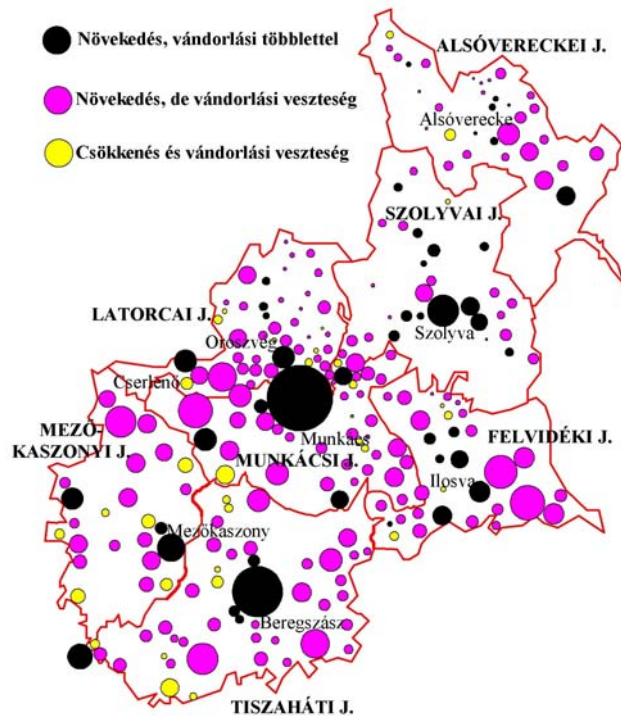 Növekedés, vándorlási többlettel
Növekedés, de vándorlási veszteség
Csökkenés és vándorlási veszteség
ALSÓVERECKEI J.
Alsóverecke
SZOLYVAI J.
LATORCAI J.
Oroszvég
Szolyva
Cserlenó
MEZŐ-
KASZONYI J.
Munkács
MUNKÁCSI J.
FELVIDÉKI J.
Ilosva
Mezőkaszony
Beregszász
TISZAHÁTI J.